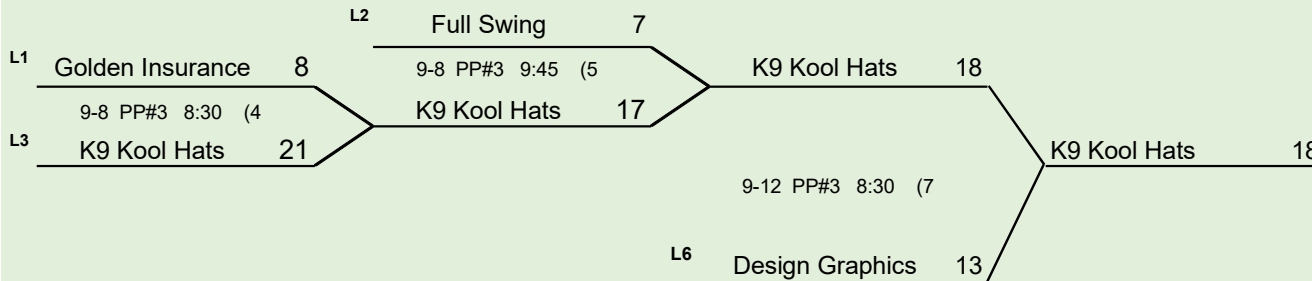 L2 Full Swing 7
L1 Golden Insurance 8
9-8 PP#3 9:45 (5
K9 Kool Hats 18
9-8 PP#3 8:30 (4
K9 Kool Hats 17
L3 K9 Kool Hats 21
K9 Kool Hats 18
9-12 PP#3 8:30 (7
L6 Design Graphics 13